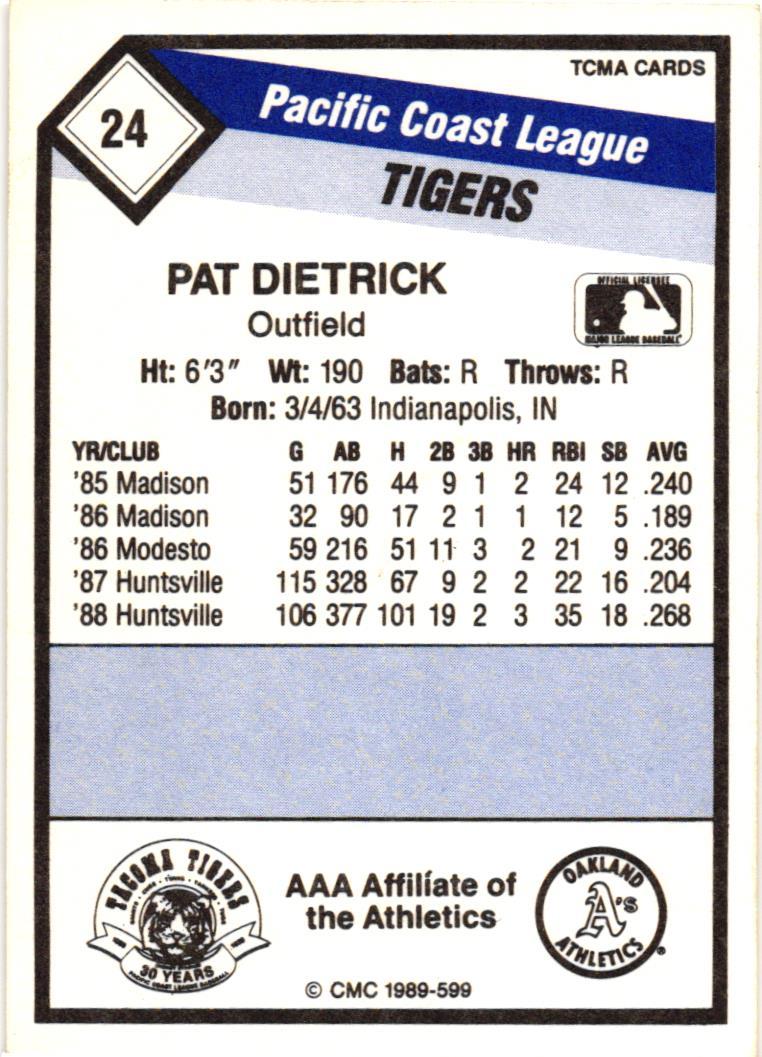 TCMA CARDS
24
Pacific Coast League
TIGERS
PAT DIETRICK
Outfield
OFFICIAL LICENSEE
MAJOR LEAGUE BASEBALL
Ht: 6'3" Wt: 190 Bats: R Throws: R
Born: 3/4/63 Indianapolis, IN
YR/CLUB G AB H 2B 3B HR RBI SB AVG
'85 Madison 51 176 44 9 1 2 24 12 .240
'86 Madison 32 90 17 2 1 1 12 5 .189
'86 Modesto 59 216 51 11 3 2 21 9 .236
'87 Huntsville 115 328 67 9 2 2 22 16 .204
'88 Huntsville 106 377 101 19 2 3 35 18 .268
TACOMA TIGERS
30 YEARS
PACIFIC COAST LEAGUE BASEBALL
AAA Affiliate of
the Athletics
OAKLAND
A's
ATHLETICS
®
© CMC 1989-599